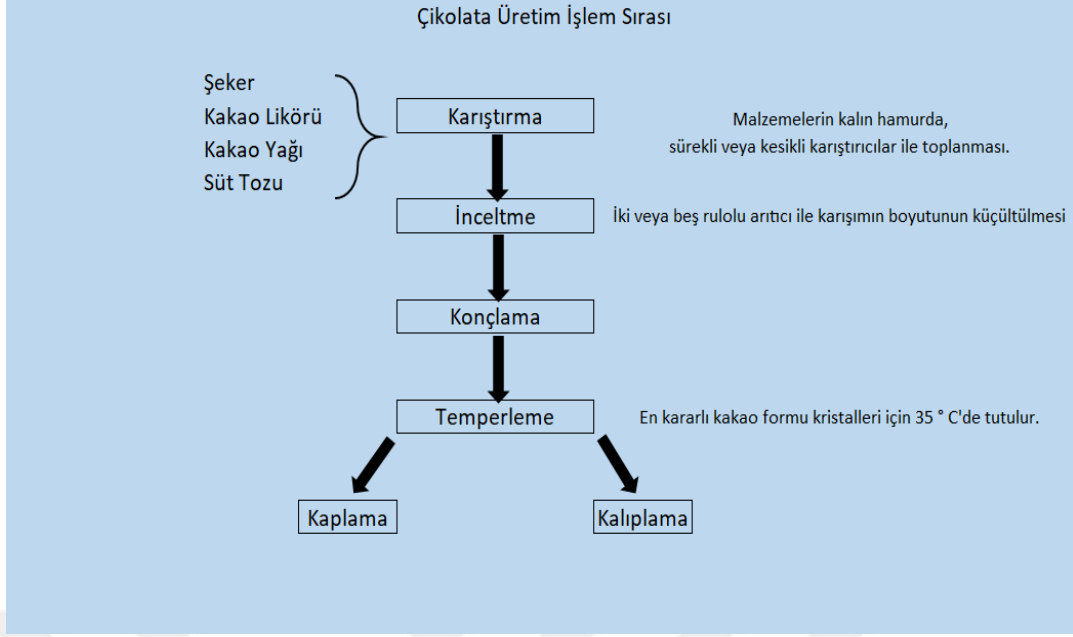 Çikolata Üretim İşlem Sırası
Şeker
Kakao Likörü
Kakao Yağı
Süt Tozu
Karıştırma
Malzemelerin kalın hamurda,
sürekli veya kesikli karıştırıcılar ile toplanması.
İnceltme
İki veya beş rulolu arıtıcı ile karışımın boyutunun küçültülmesi
Konçlama
Temperleme
En kararlı kakao formu kristalleri için 35 ° C'de tutulur.
Kaplama
Kalıplama